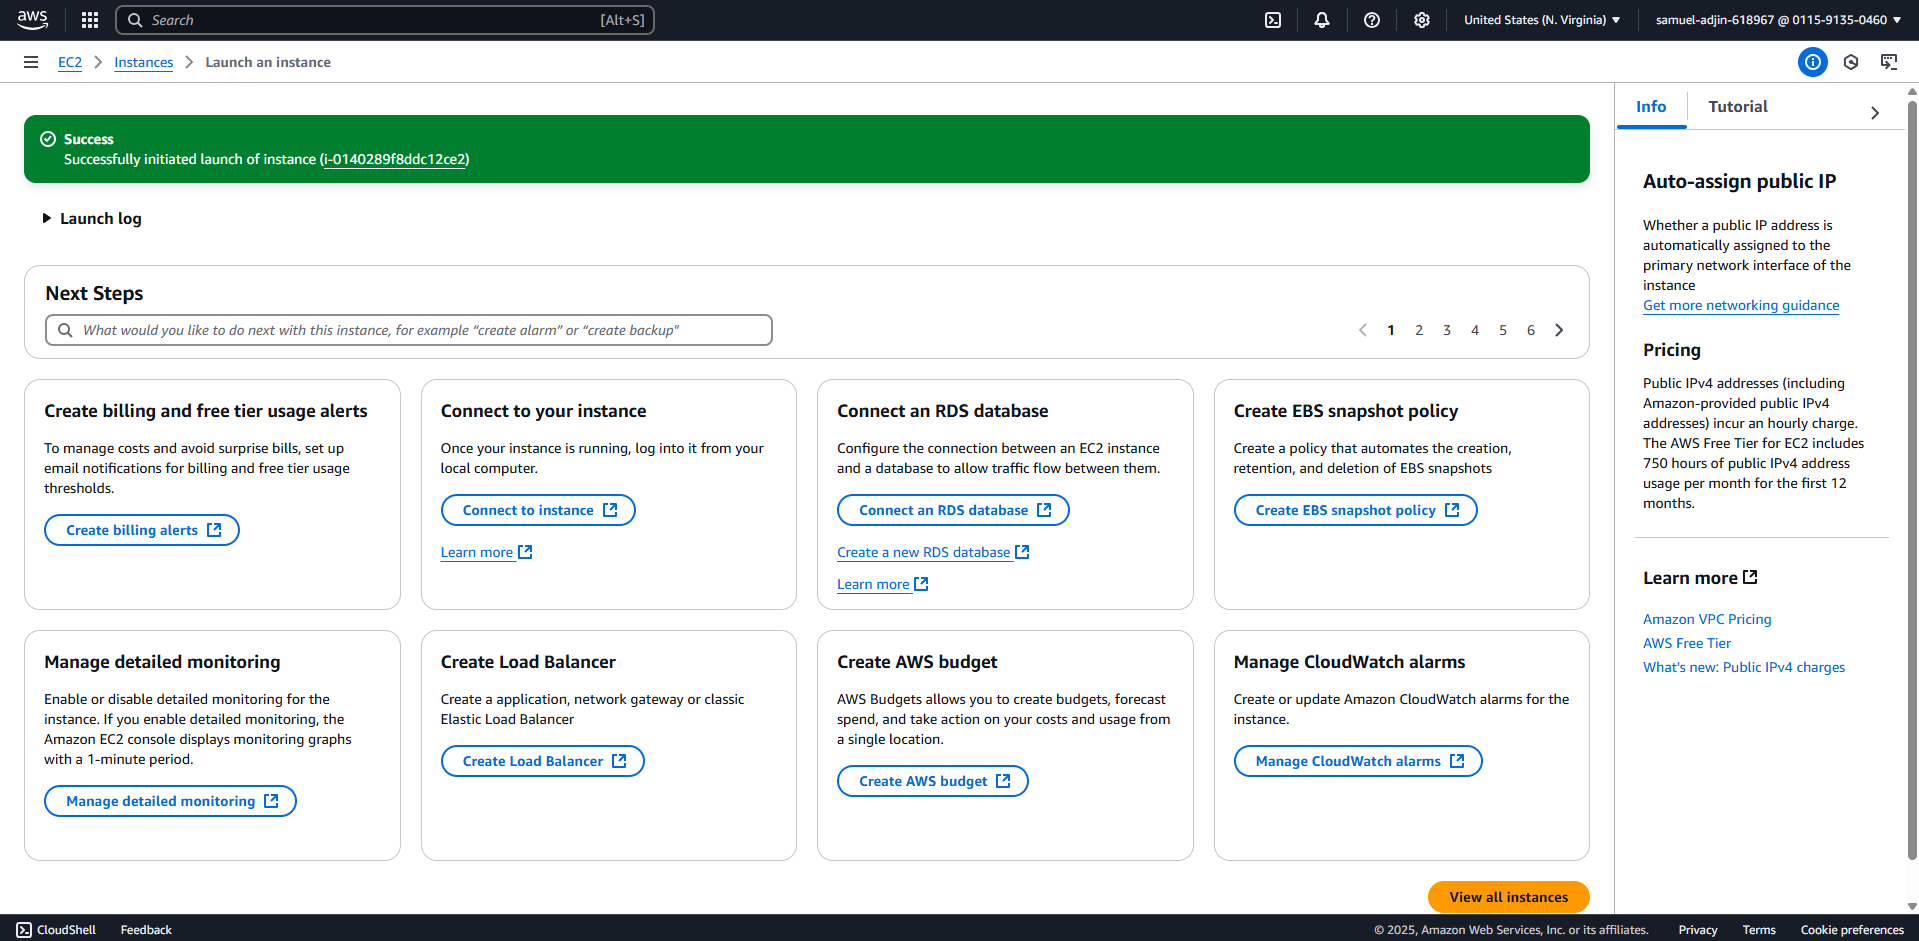 aws
Search
[Alt+S]
United States (N. Virginia)
samuel-adjin-618967 @ 0115-9135-0460
EC2
Instances
Launch an instance
Success
Successfully initiated launch of instance (i-0140289f8ddc12ce2)
Launch log
Next Steps
What would you like to do next with this instance, for example “create alarm” or “create backup"
1 2 3 4 5 6
Create billing and free tier usage alerts
To manage costs and avoid surprise bills, set up
email notifications for billing and free tier usage
thresholds.
Create billing alerts
Connect to your instance
Once your instance is running, log into it from your
local computer.
Connect to instance
Learn more
Connect an RDS database
Configure the connection between an EC2 instance
and a database to allow traffic flow between them.
Connect an RDS database
Create a new RDS database
Learn more
Create EBS snapshot policy
Create a policy that automates the creation,
retention, and deletion of EBS snapshots
Create EBS snapshot policy
Manage detailed monitoring
Enable or disable detailed monitoring for the
instance. If you enable detailed monitoring, the
Amazon EC2 console displays monitoring graphs
with a 1-minute period.
Manage detailed monitoring
Create Load Balancer
Create a application, network gateway or classic
Elastic Load Balancer
Create Load Balancer
Create AWS budget
AWS Budgets allows you to create budgets, forecast
spend, and take action on your costs and usage from
a single location.
Create AWS budget
Manage CloudWatch alarms
Create or update Amazon CloudWatch alarms for the
instance.
Manage CloudWatch alarms
View all instances
Info
Tutorial
Auto-assign public IP
Whether a public IP address is
automatically assigned to the
primary network interface of the
instance
Get more networking guidance
Pricing
Public IPv4 addresses (including
Amazon-provided public IPv4
addresses) incur an hourly charge.
The AWS Free Tier for EC2 includes
750 hours of public IPv4 address
usage per month for the first 12
months.
Learn more
Amazon VPC Pricing
AWS Free Tier
What's new: Public IPv4 charges
CloudShell
Feedback
© 2025, Amazon Web Services, Inc. or its affiliates.
Privacy
Terms
Cookie preferences